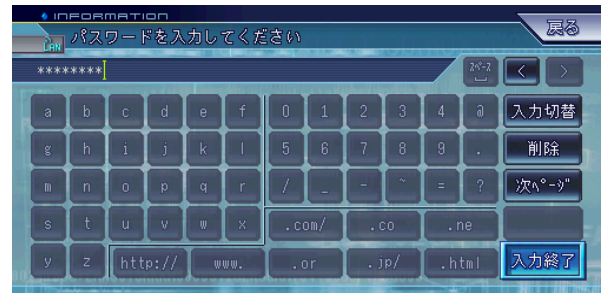 INFORMATION
戻る
LAN パスワードを入力してください
******** ｽﾍﾟｰｽ < >
a b c d e f 0 1 2 3 4 @ 入力切替
g h i j k l 5 6 7 8 9 . 削除
m n o p q r / _ - ~ = ? 次ﾍﾟｰｼﾞ
s t u v w x .com/ .co .ne
y z http:// www. .or .jp/ .html 入力終了